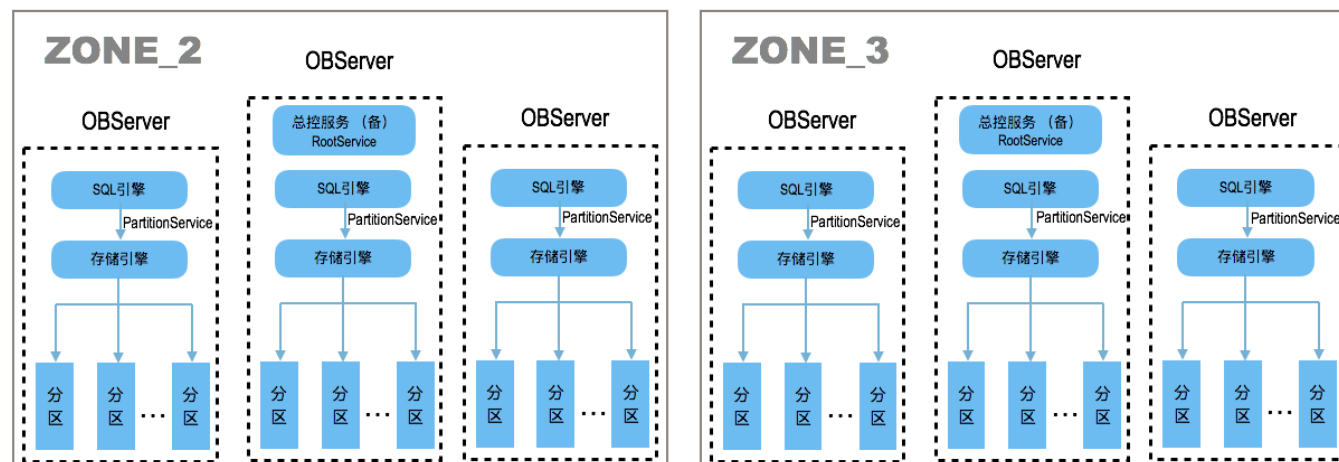 ZONE_2
OBServer
OBServer
OBServer
总控服务 （备）
RootService
SQL引擎
SQL引擎
SQL引擎
PartitionService
PartitionService
PartitionService
存储引擎
存储引擎
存储引擎
分区
分区
...
分区
分区
分区
...
分区
分区
分区
...
分区
ZONE_3
OBServer
OBServer
OBServer
总控服务 （备）
RootService
SQL引擎
SQL引擎
SQL引擎
PartitionService
PartitionService
PartitionService
存储引擎
存储引擎
存储引擎
分区
分区
...
分区
分区
分区
...
分区
分区
分区
...
分区